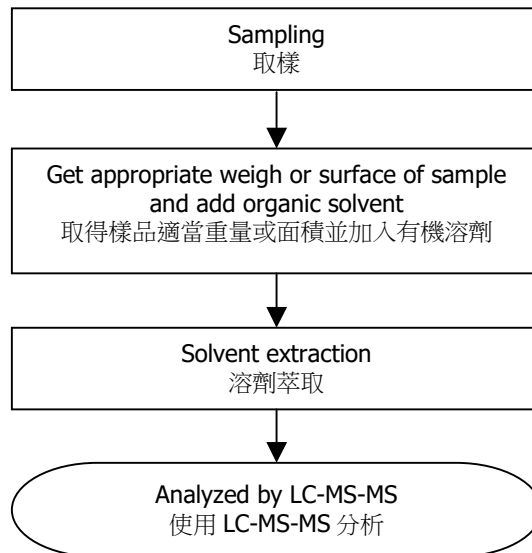 Sampling
取樣
Get appropriate weigh or surface of sample
and add organic solvent
取得樣品適當重量或面積並加入有機溶劑
Solvent extraction
溶劑萃取
Analyzed by LC-MS-MS
使用 LC-MS-MS 分析